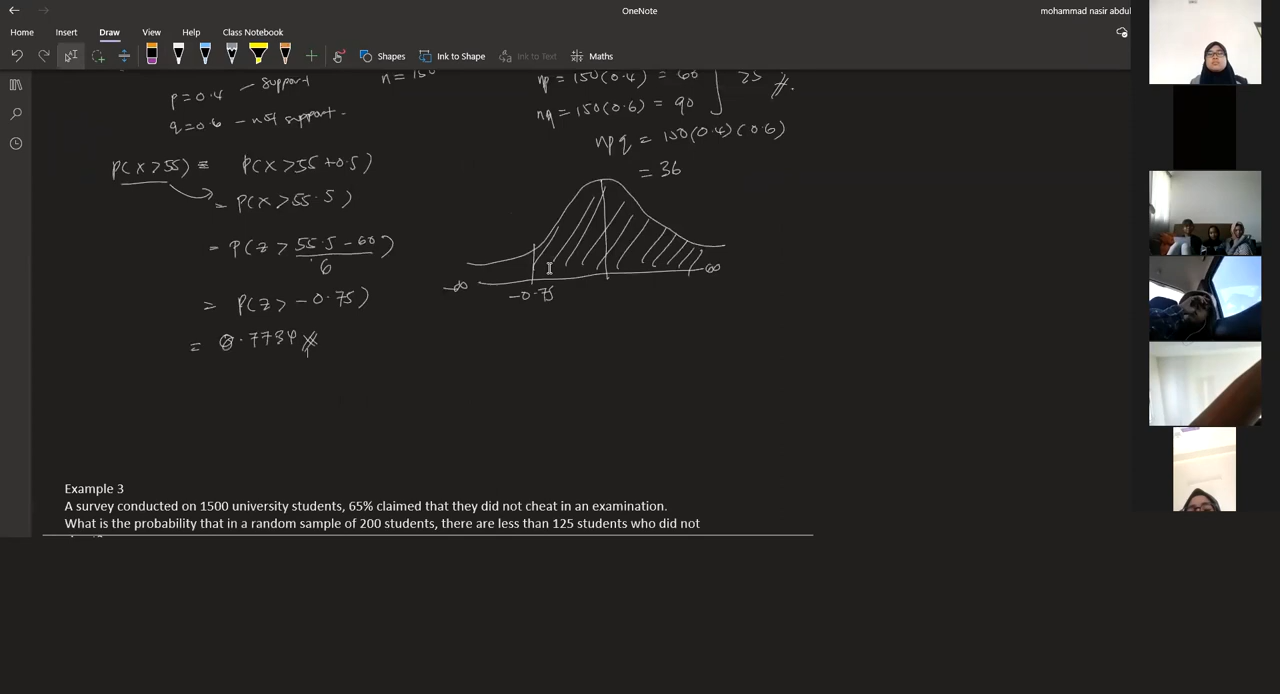 OneNote
mohammad nasir abdul
Home Insert Draw View Help Class Notebook
Shapes Ink to Shape Ink to Text Maths
n = 150
np = 150(0.4) = 60
p = 0.4 – support
nq = 150(0.6) = 90
q = 0.6 – not support.
npq = 150(0.4)(0.6)
= 36
P(X > 55) ≡ P(X > 55 + 0.5)
= P(X > 55.5)
= P(Z > 55.5 – 60 / 6)
= P(Z > – 0.75)
= 0.7734
–∞ –0.75 ∞
Example 3
A survey conducted on 1500 university students, 65% claimed that they did not cheat in an examination.
What is the probability that in a random sample of 200 students, there are less than 125 students who did not